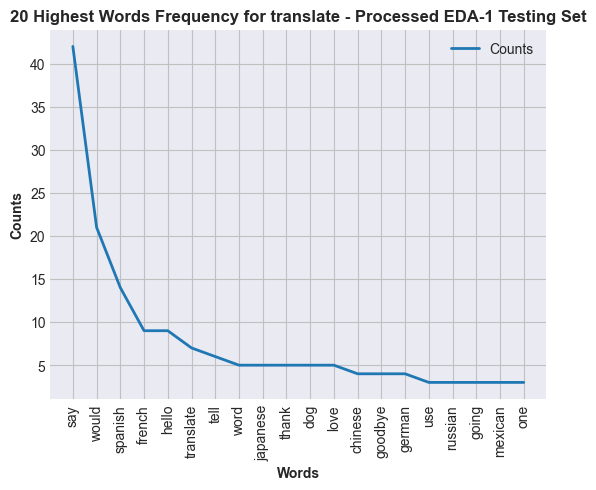 20 Highest Words Frequency for translate - Processed EDA-1 Testing Set
Counts
40
35
30
25
20
15
10
5
Counts
say
would
spanish
french
hello
translate
tell
word
japanese
thank
dog
love
chinese
goodbye
german
use
russian
going
mexican
one
Words